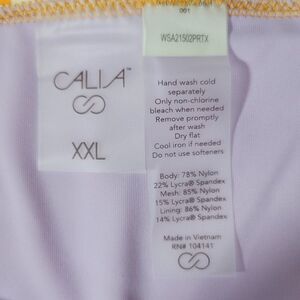 001
WSA21502PRTX
CALIA™
XXL
Hand wash cold
separately
Only non-chlorine
bleach when needed
Remove promptly
after wash
Dry flat
Cool iron if needed
Do not use softeners
Body: 78% Nylon
22% Lycra® Spandex
Mesh: 85% Nylon
15% Lycra® Spandex
Lining: 86% Nylon
14% Lycra® Spandex
Made in Vietnam
RN# 104141